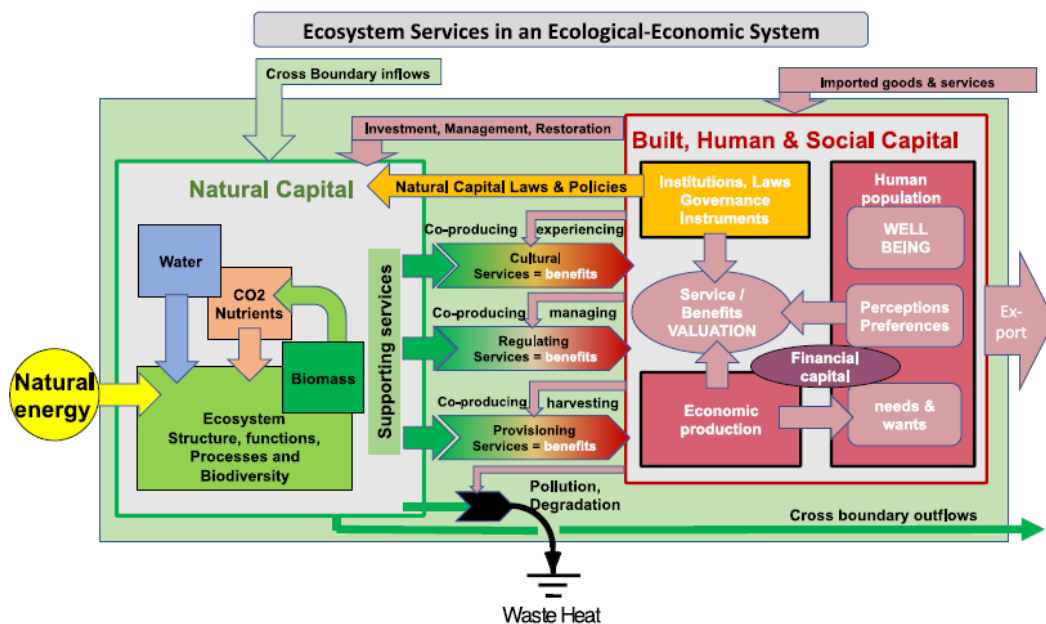 Ecosystem Services in an Ecological-Economic System
Cross Boundary inflows
Imported goods & services
Investment, Management, Restoration
Built, Human & Social Capital
Natural Capital
Natural Capital Laws & Policies
Institutions, Laws
Governance
Instruments
Human
population
WELL
BEING
Water
CO2
Nutrients
Biomass
Natural
energy
Ecosystem
Structure, functions,
Processes and
Biodiversity
Supporting services
Co-producing experiencing
Cultural
Services = benefits
Co-producing managing
Regulating
Services = benefits
Co-producing harvesting
Provisioning
Services = benefits
Service /
Benefits
VALUATION
Perceptions
Preferences
Financial
capital
Economic
production
needs &
wants
Ex-
port
Pollution,
Degradation
Cross boundary outflows
Waste Heat